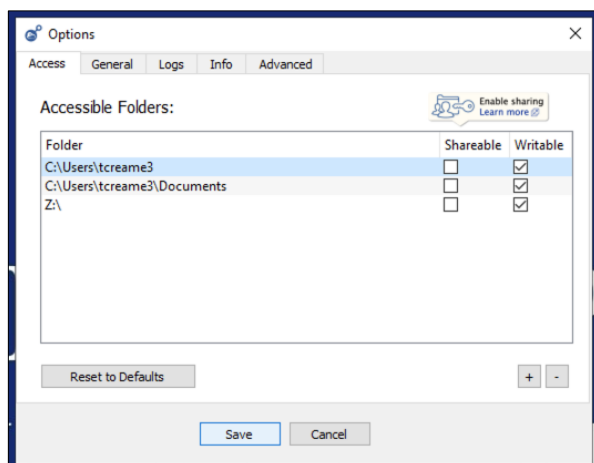 Options
Access General Logs Info Advanced
Accessible Folders:
Enable sharing
Learn more
Folder Shareable Writable
C:\Users\tcreame3
C:\Users\tcreame3\Documents
Z:\
Reset to Defaults + -
Save Cancel